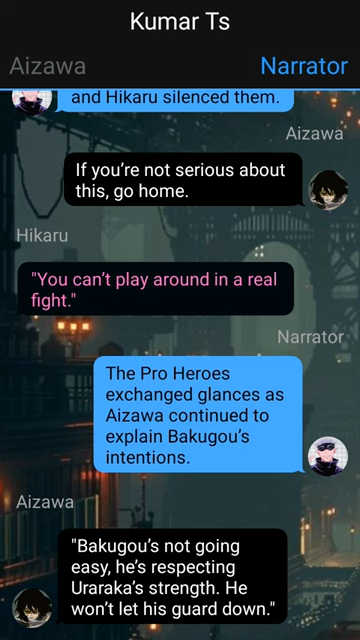 Kumar Ts
Aizawa
Narrator
and Hikaru silenced them.
Aizawa
If you’re not serious about
this, go home.
Hikaru
"You can’t play around in a real
fight."
Narrator
The Pro Heroes
exchanged glances as
Aizawa continued to
explain Bakugou’s
intentions.
Aizawa
"Bakugou’s not going
easy, he’s respecting
Uraraka’s strength. He
won’t let his guard down."